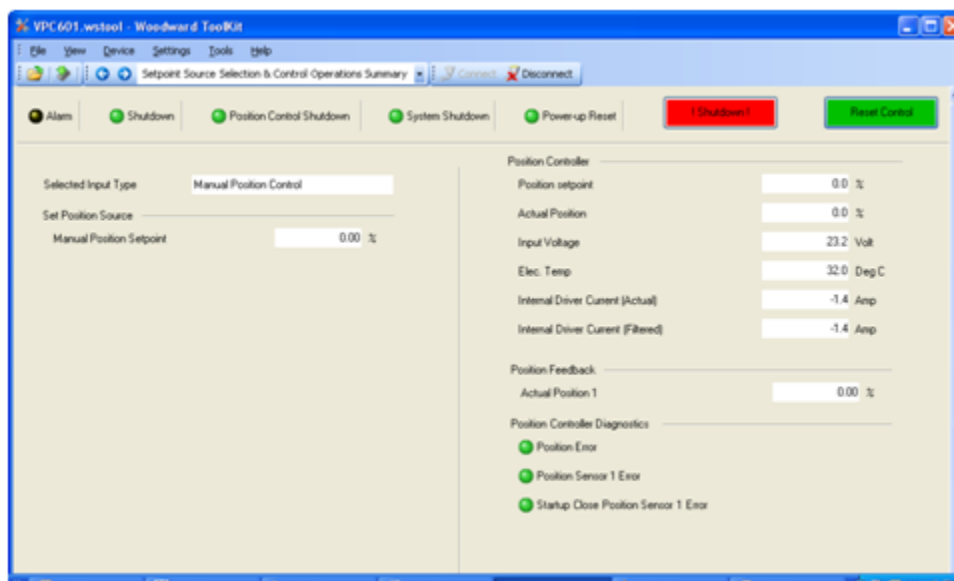 VPC601.wstool - Woodward ToolKit
File View Device Settings Tools Help
Setpoint Source Selection & Control Operations Summary Connect Disconnect
Alarm Shutdown Position Control Shutdown System Shutdown Power-up Reset ! Shutdown ! Reset Control
Position Controller
Selected Input Type Manual Position Control Position setpoint 0.0 %
Set Position Source Actual Position 0.0 %
Manual Position Setpoint 0.00 % Input Voltage 23.2 Volt
Elec. Temp 32.0 Deg C
Internal Driver Current (Actual) -1.4 Amp
Internal Driver Current (Filtered) -1.4 Amp
Position Feedback
Actual Position 1 0.00 %
Position Controller Diagnostics
Position Error
Position Sensor 1 Error
Startup Close Position Sensor 1 Error